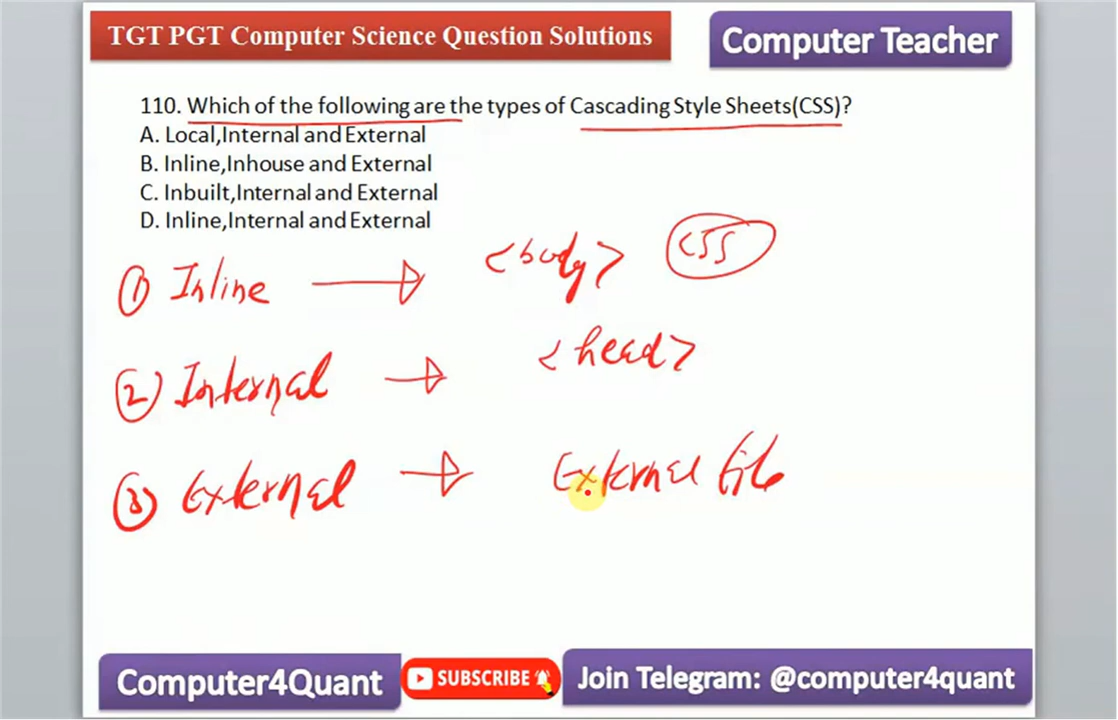 TGT PGT Computer Science Question Solutions
Computer Teacher
110. Which of the following are the types of Cascading Style Sheets(CSS)?
A. Local,Internal and External
B. Inline,Inhouse and External
C. Inbuilt,Internal and External
D. Inline,Internal and External
① Inline <body> CSS
② Internal <head>
③ External External file
Computer4Quant
SUBSCRIBE
Join Telegram: @computer4quant